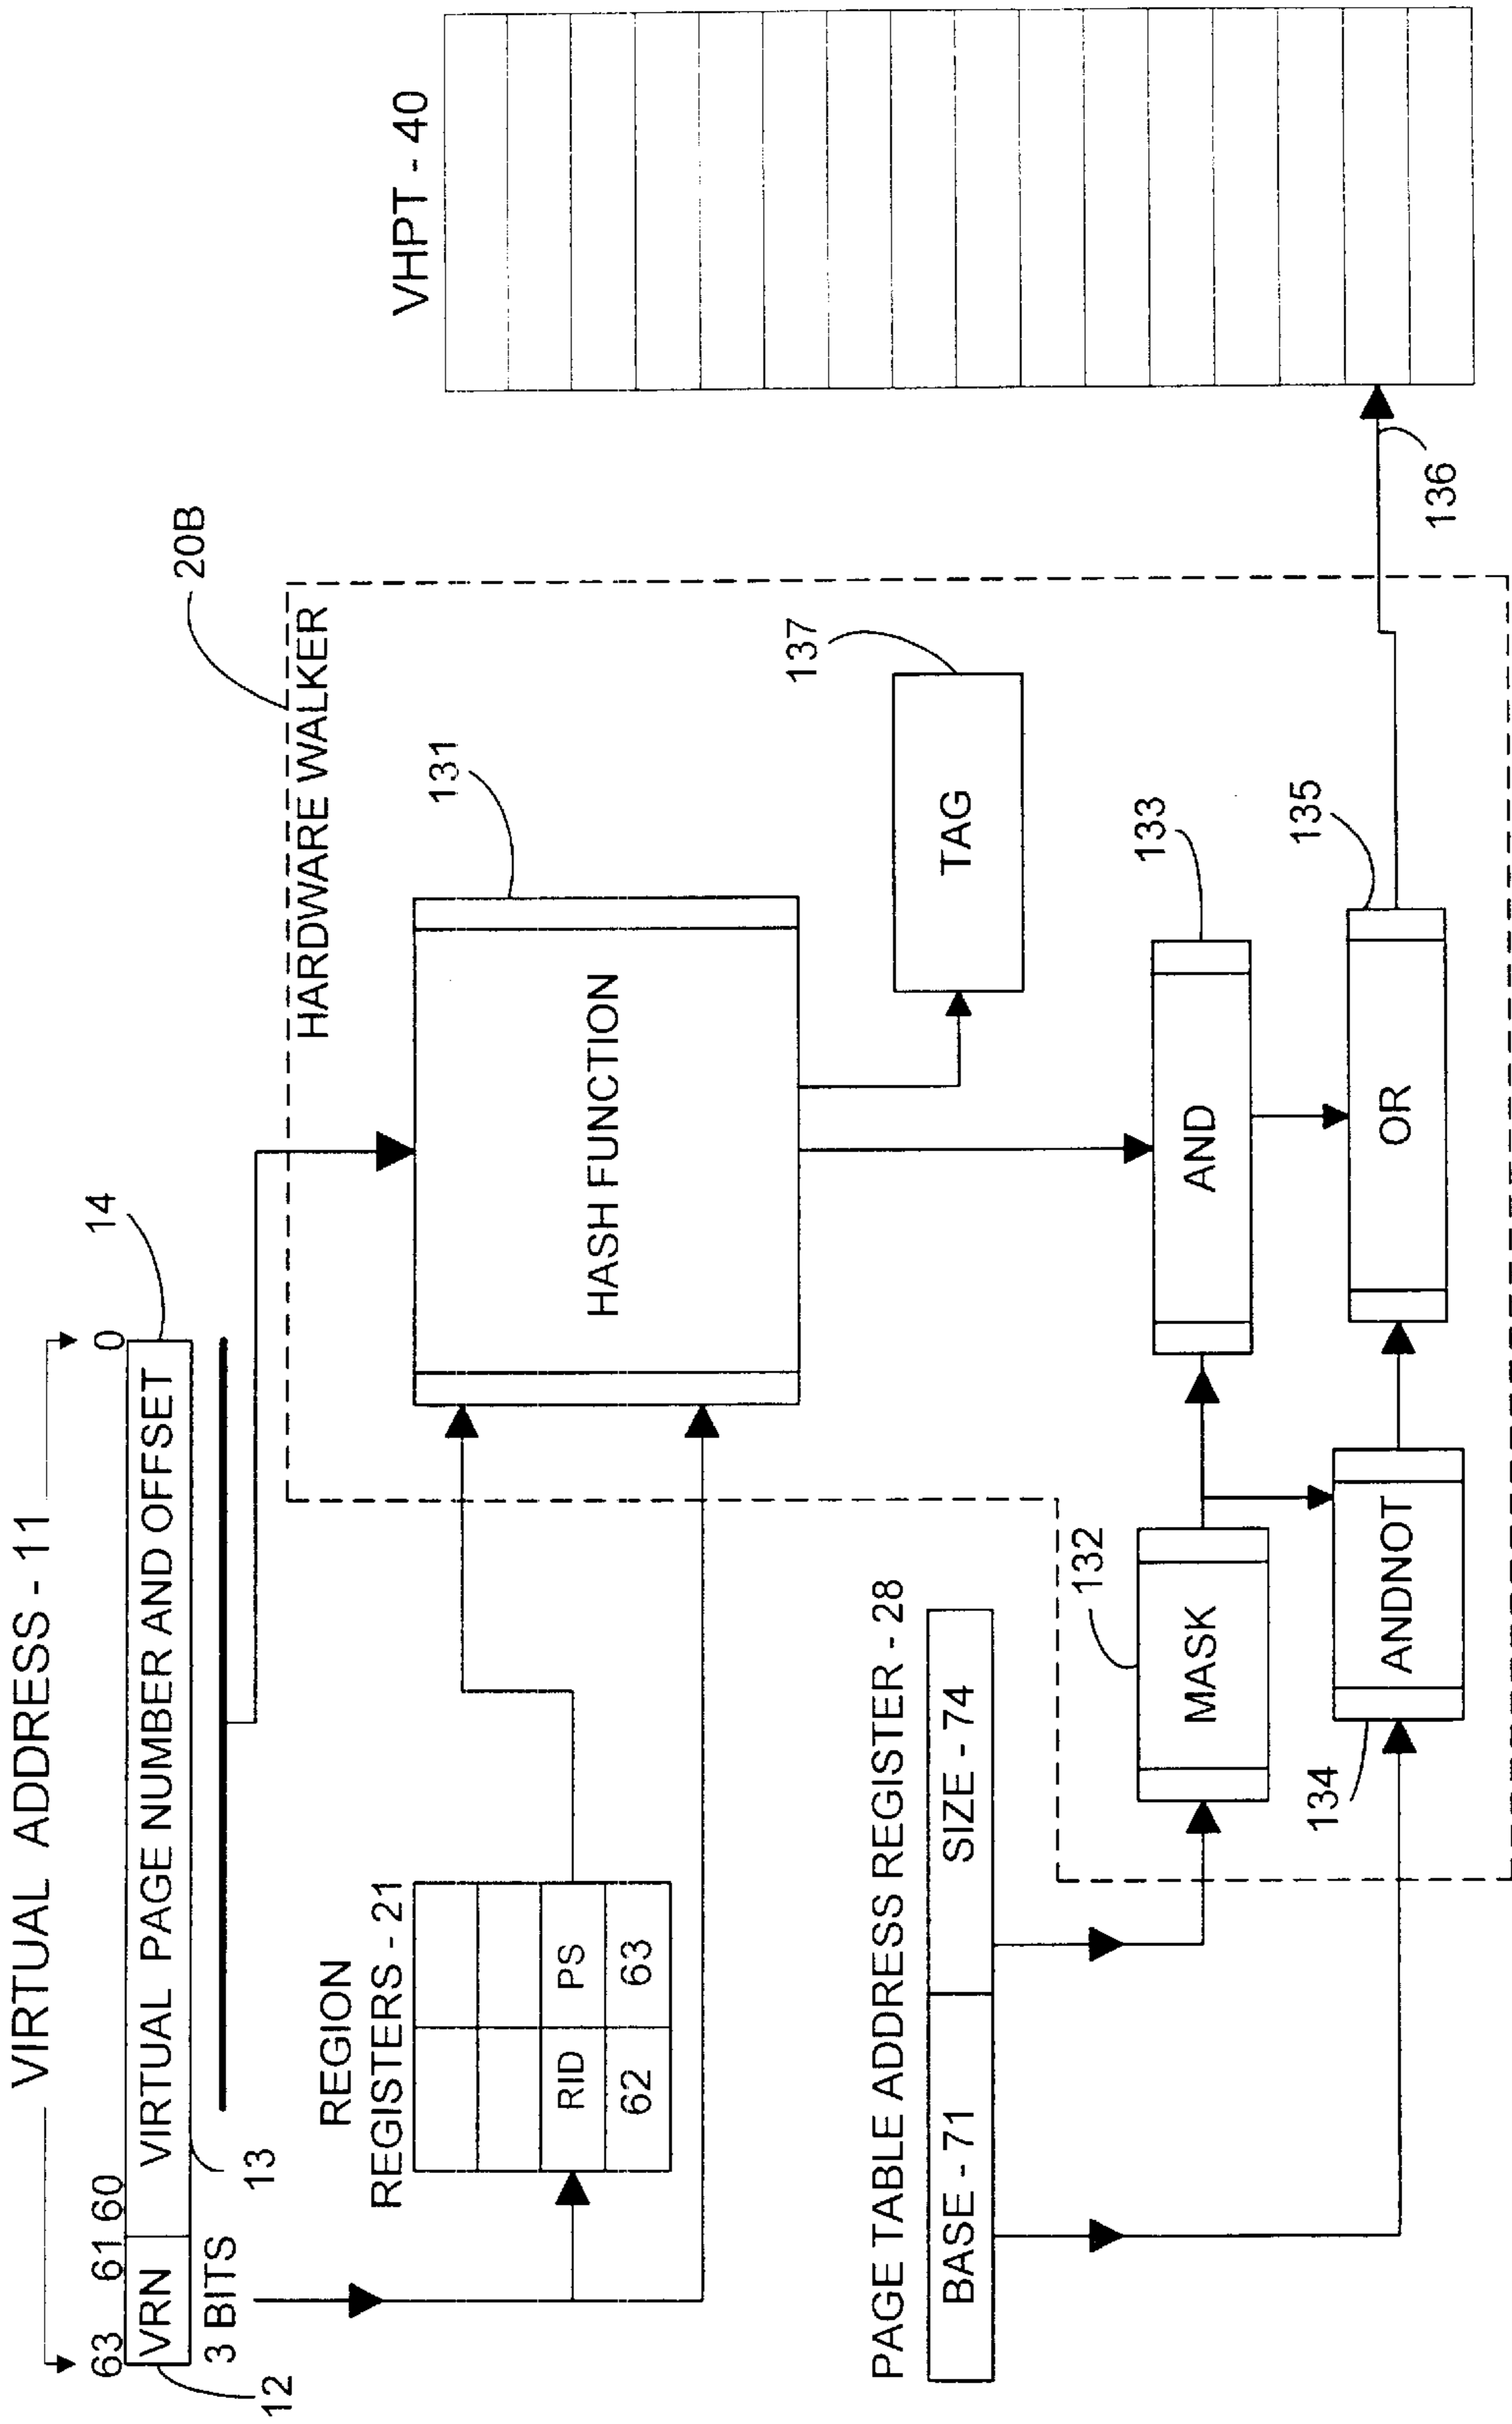 VIRTUAL ADDRESS - 11
63 61 60 0
VRN VIRTUAL PAGE NUMBER AND OFFSET
14
12
3 BITS
13
20B
HARDWARE WALKER
VHPT - 40
REGION
REGISTERS - 21
RID PS
62 63
HASH FUNCTION
131
TAG
137
PAGE TABLE ADDRESS REGISTER - 28
BASE - 71 SIZE - 74
MASK
132
AND
133
ANDNOT
134
OR
135
136